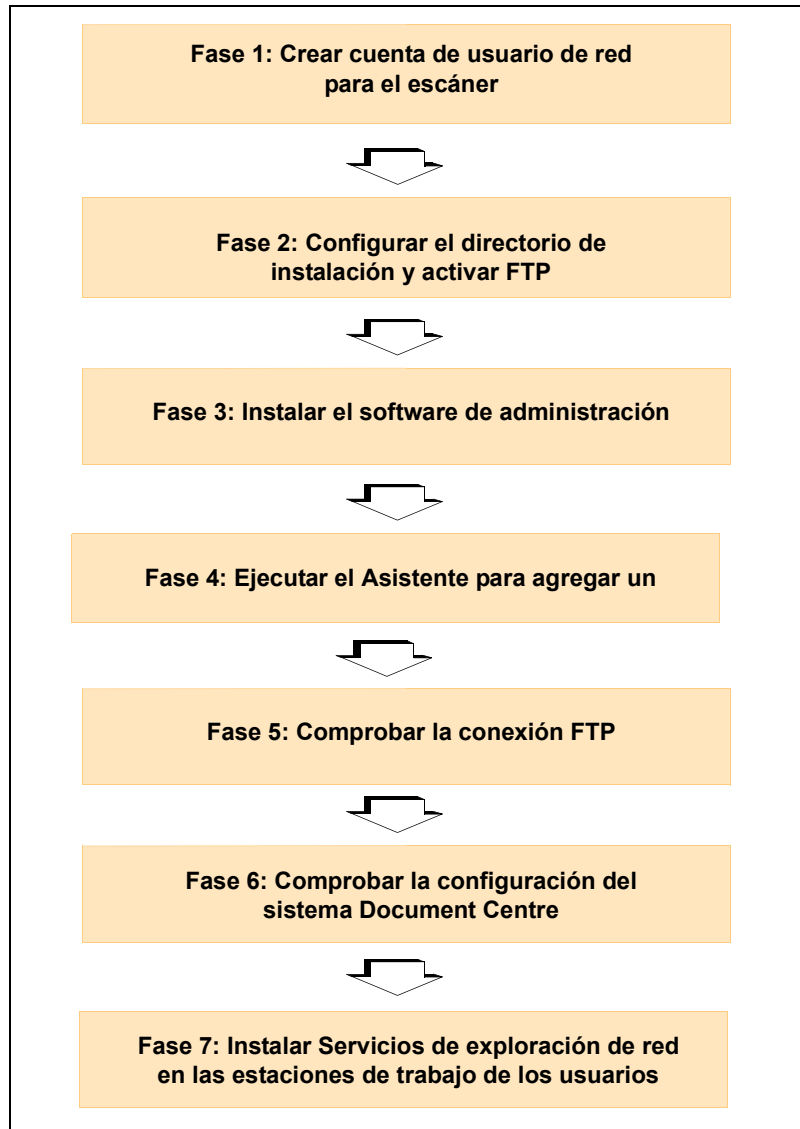 Fase 1: Crear cuenta de usuario de red
para el escáner
Fase 2: Configurar el directorio de
instalación y activar FTP
Fase 3: Instalar el software de administración
Fase 4: Ejecutar el Asistente para agregar un
Fase 5: Comprobar la conexión FTP
Fase 6: Comprobar la configuración del
sistema Document Centre
Fase 7: Instalar Servicios de exploración de red
en las estaciones de trabajo de los usuarios